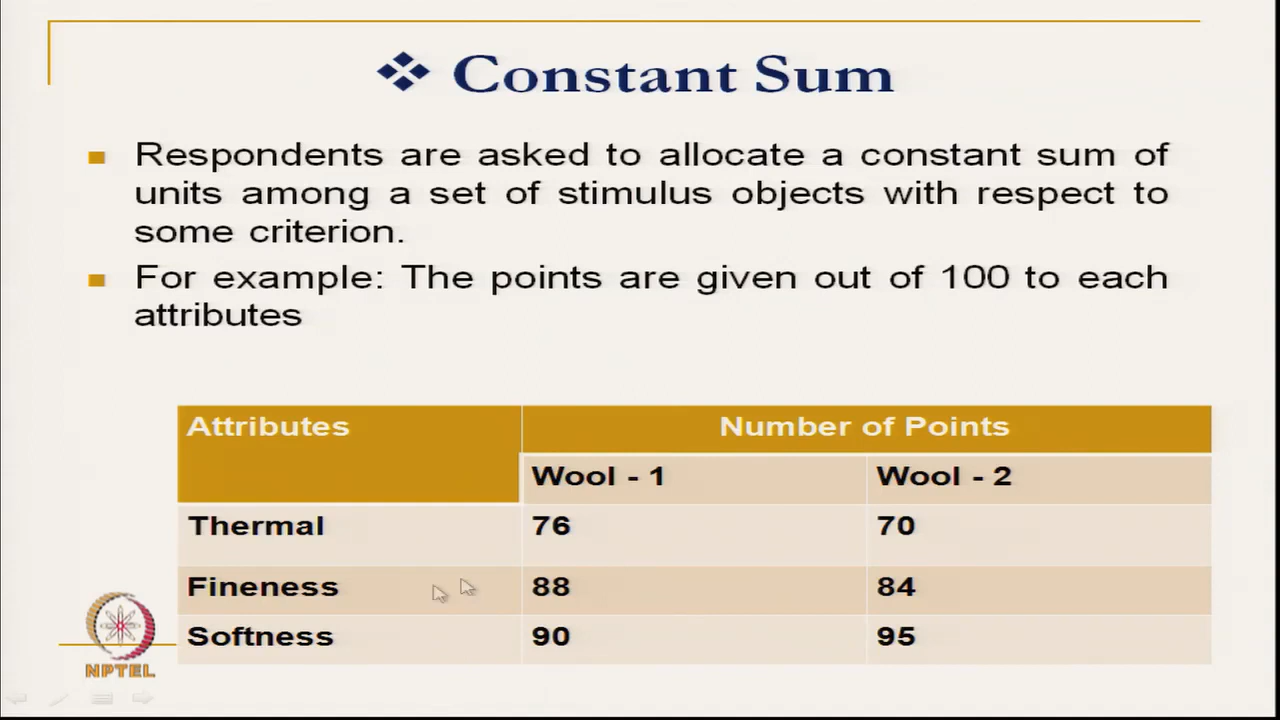 Constant Sum
Respondents are asked to allocate a constant sum of
units among a set of stimulus objects with respect to
some criterion.
For example: The points are given out of 100 to each
attributes
Attributes Number of Points
Wool - 1 Wool - 2
Thermal 76 70
Fineness 88 84
Softness 90 95
NPTEL